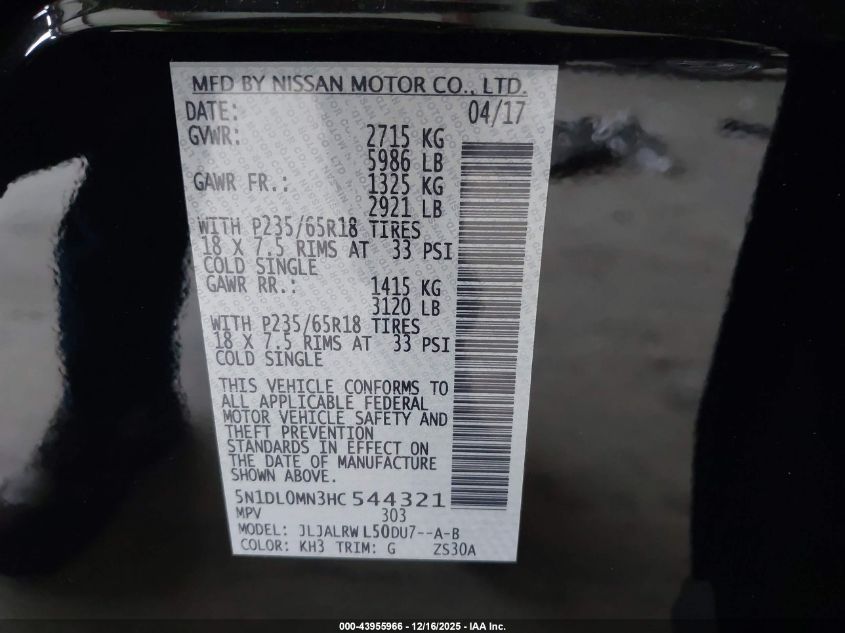 MFD BY NISSAN MOTOR CO., LTD.
DATE: 04/17
GVWR: 2715 KG
5986 LB
GAWR FR.: 1325 KG
2921 LB
WITH P235/65R18 TIRES
18 X 7.5 RIMS AT 33 PSI
COLD SINGLE
GAWR RR.: 1415 KG
3120 LB
WITH P235/65R18 TIRES
18 X 7.5 RIMS AT 33 PSI
COLD SINGLE
THIS VEHICLE CONFORMS TO
ALL APPLICABLE FEDERAL
MOTOR VEHICLE SAFETY AND
THEFT PREVENTION
STANDARDS IN EFFECT ON
THE DATE OF MANUFACTURE
SHOWN ABOVE.
5N1DL0MN3HC 544321
MPV 303
MODEL: JLJALRW L50DU7--A-B
COLOR: KH3 TRIM: G ZS30A
000-43955966 - 12/16/2025 - IAA Inc.